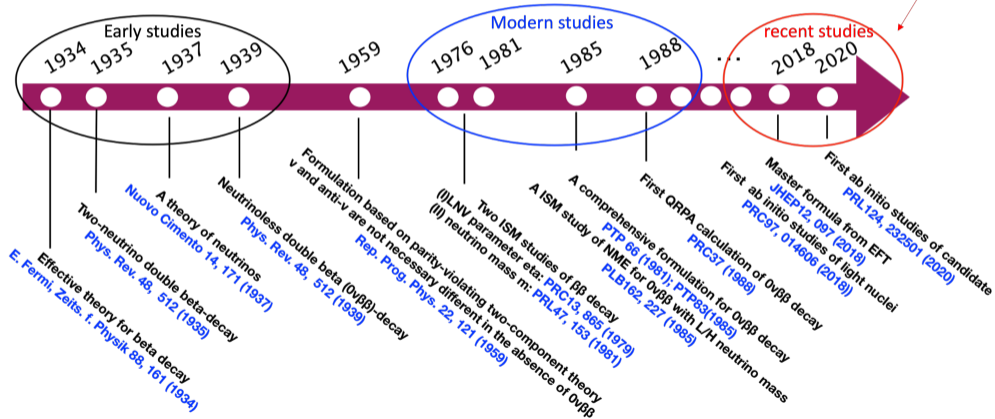 Early studies
Modern studies
recent studies
1934
1935
1937
1939
1959
1976
1981
1985
1988
...
2018
2020
Effective theory for beta decay
E. Fermi, Zeits. f. Physik 88, 161 (1934)
Two-neutrino double beta-decay
Phys. Rev. 48, 512 (1935)
A theory of neutrinos
Nuovo Cimento 14, 171 (1937)
Neutrinoless double beta (0νββ)-decay
Phys. Rev. 48, 512 (1939)
Formulation based on parity-violating two-component theory
ν and anti-ν are not necessary different in the absence of 0νββ
Rep. Prog. Phys. 22, 121 (1959)
Two ISM studies of ββ decay
(I)LNV parameter eta: PRC13, 865 (1979)
(II) neutrino mass m: PRL47, 153 (1981)
A comprehensive formulation for 0νββ decay
PTP 66 (1981); PTP83(1985)
A ISM study of NME for 0νββ with L/H neutrino mass
PLB162, 227 (1985)
First QRPA calculation of 0νββ decay
PRC37 (1988)
Master formula from EFT
JHEP12, 097 (2018)
First ab initio studies of light nuclei
PRC97, 014606 (2018))
First ab initio studies of candidate
PRL124, 232501 (2020)